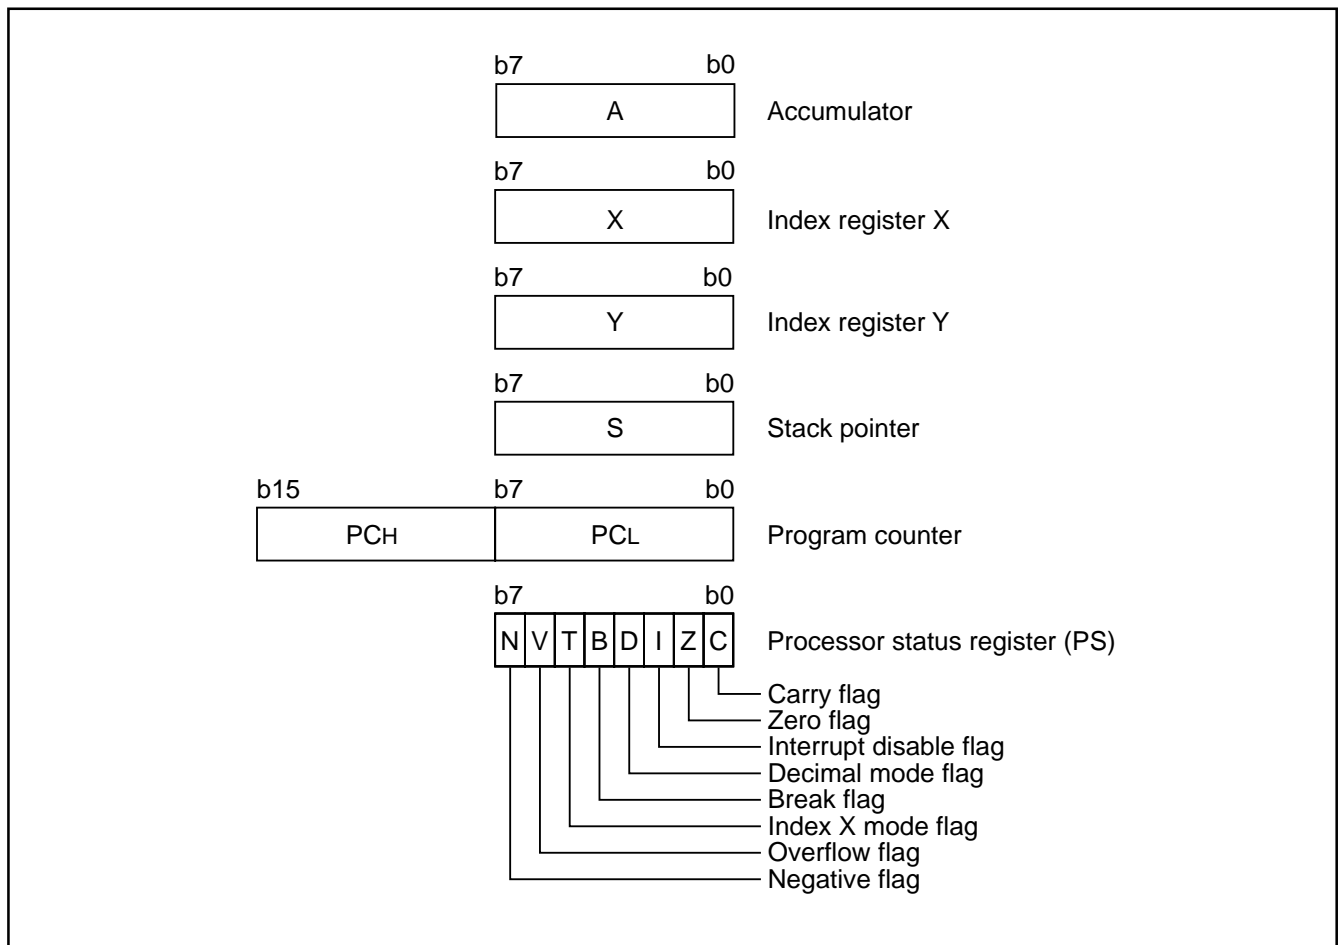 b7 b0
A Accumulator
b7 b0
X Index register X
b7 b0
Y Index register Y
b7 b0
S Stack pointer
b15 b7 b0
PCH PCL Program counter
b7 b0
N V T B D I Z C Processor status register (PS)
Carry flag
Zero flag
Interrupt disable flag
Decimal mode flag
Break flag
Index X mode flag
Overflow flag
Negative flag